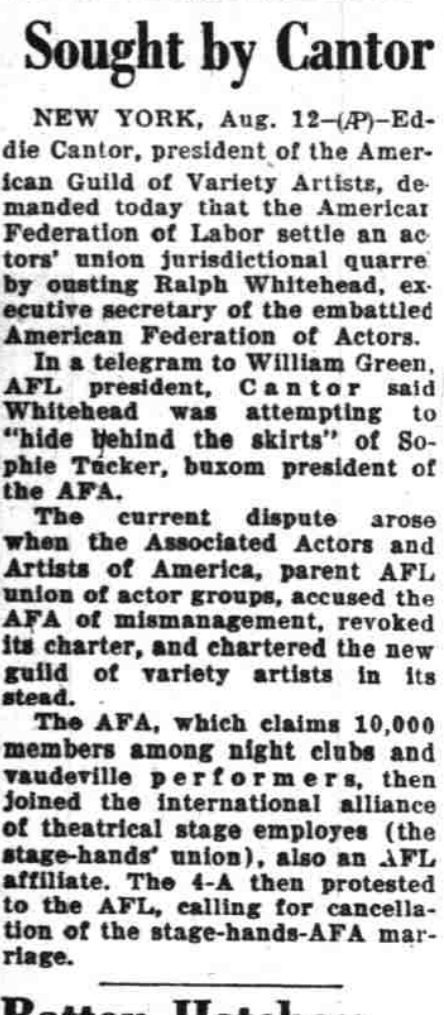 Sought by Cantor
NEW YORK, Aug. 12—(AP)—Ed-
die Cantor, president of the Amer-
ican Guild of Variety Artists, de-
manded today that the American
Federation of Labor settle an ac-
tors' union jurisdictional quarrel
by ousting Ralph Whitehead, ex-
ecutive secretary of the embattled
American Federation of Actors.
In a telegram to William Green,
AFL president, Cantor said
Whitehead was attempting to
"hide behind the skirts" of So-
phie Tucker, buxom president of
the AFA.
The current dispute arose
when the Associated Actors and
Artists of America, parent AFL
union of actor groups, accused the
AFA of mismanagement, revoked
its charter, and chartered the new
guild of variety artists in its
stead.
The AFA, which claims 10,000
members among night clubs and
vaudeville performers, then
joined the international alliance
of theatrical stage employes (the
stage-hands' union), also an AFL
affiliate. The 4-A then protested
to the AFL, calling for cancella-
tion of the stage-hands-AFA mar-
riage.